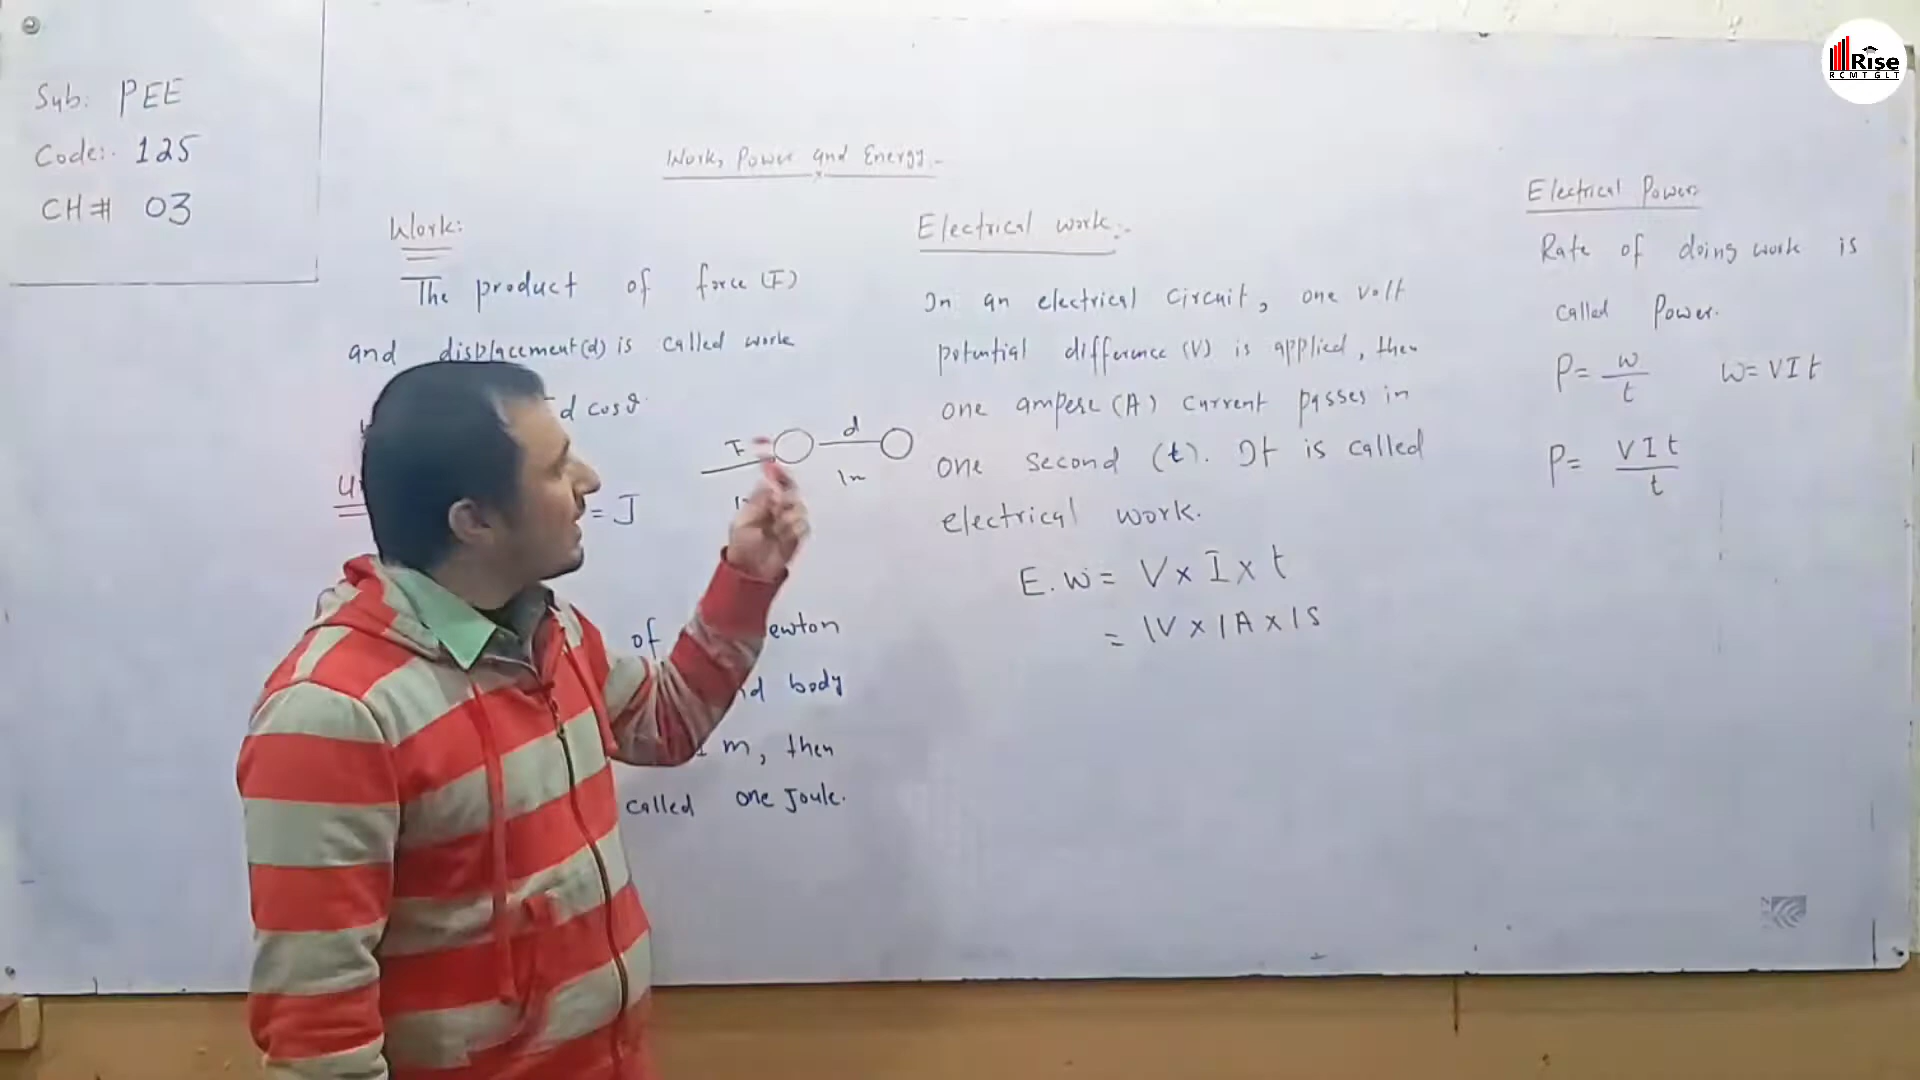 Sub: PEE
Code:. 125
CH# 03
Work, Power and Energy.
Work:
The product of force (F)
and displacement (d) is called work
d cosθ
F d
1m
= J
of ewton
body
m, then
called one Joule.
Electrical work:.
In an electrical circuit, one volt
potential difference (V) is applied, then
one ampere (A) current passes in
one second (t). It is called
electrical work.
E.W = V x I x t
= 1V x 1A x 1S
Electrical Power:
Rate of doing work is
called Power.
P= w/t w= VIt
P= VIt/t
Rise
RCMTGLT